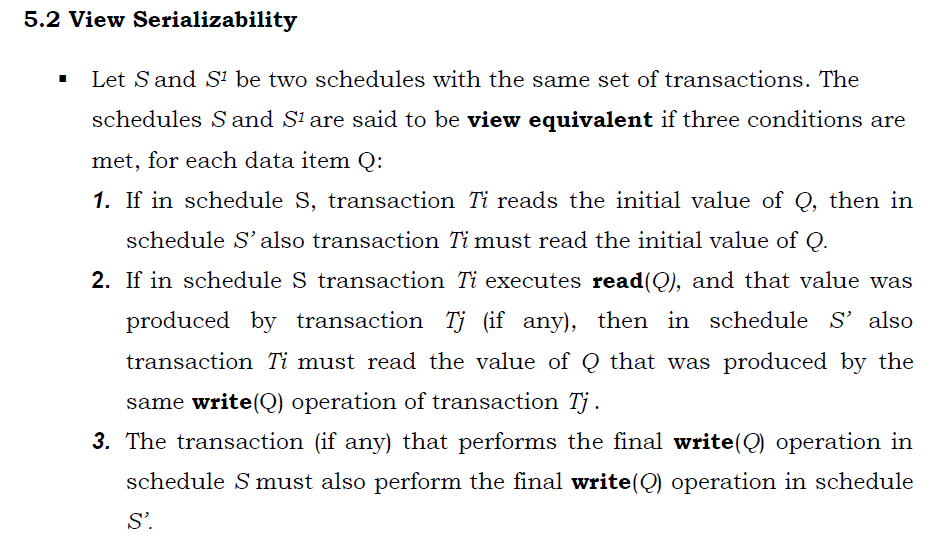 5.2 View Serializability
▪ Let S and S¹ be two schedules with the same set of transactions. The
schedules S and S¹ are said to be view equivalent if three conditions are
met, for each data item Q:
1. If in schedule S, transaction Ti reads the initial value of Q, then in
schedule S’ also transaction Ti must read the initial value of Q.
2. If in schedule S transaction Ti executes read(Q), and that value was
produced by transaction Tj (if any), then in schedule S’ also
transaction Ti must read the value of Q that was produced by the
same write(Q) operation of transaction Tj .
3. The transaction (if any) that performs the final write(Q) operation in
schedule S must also perform the final write(Q) operation in schedule
S’.